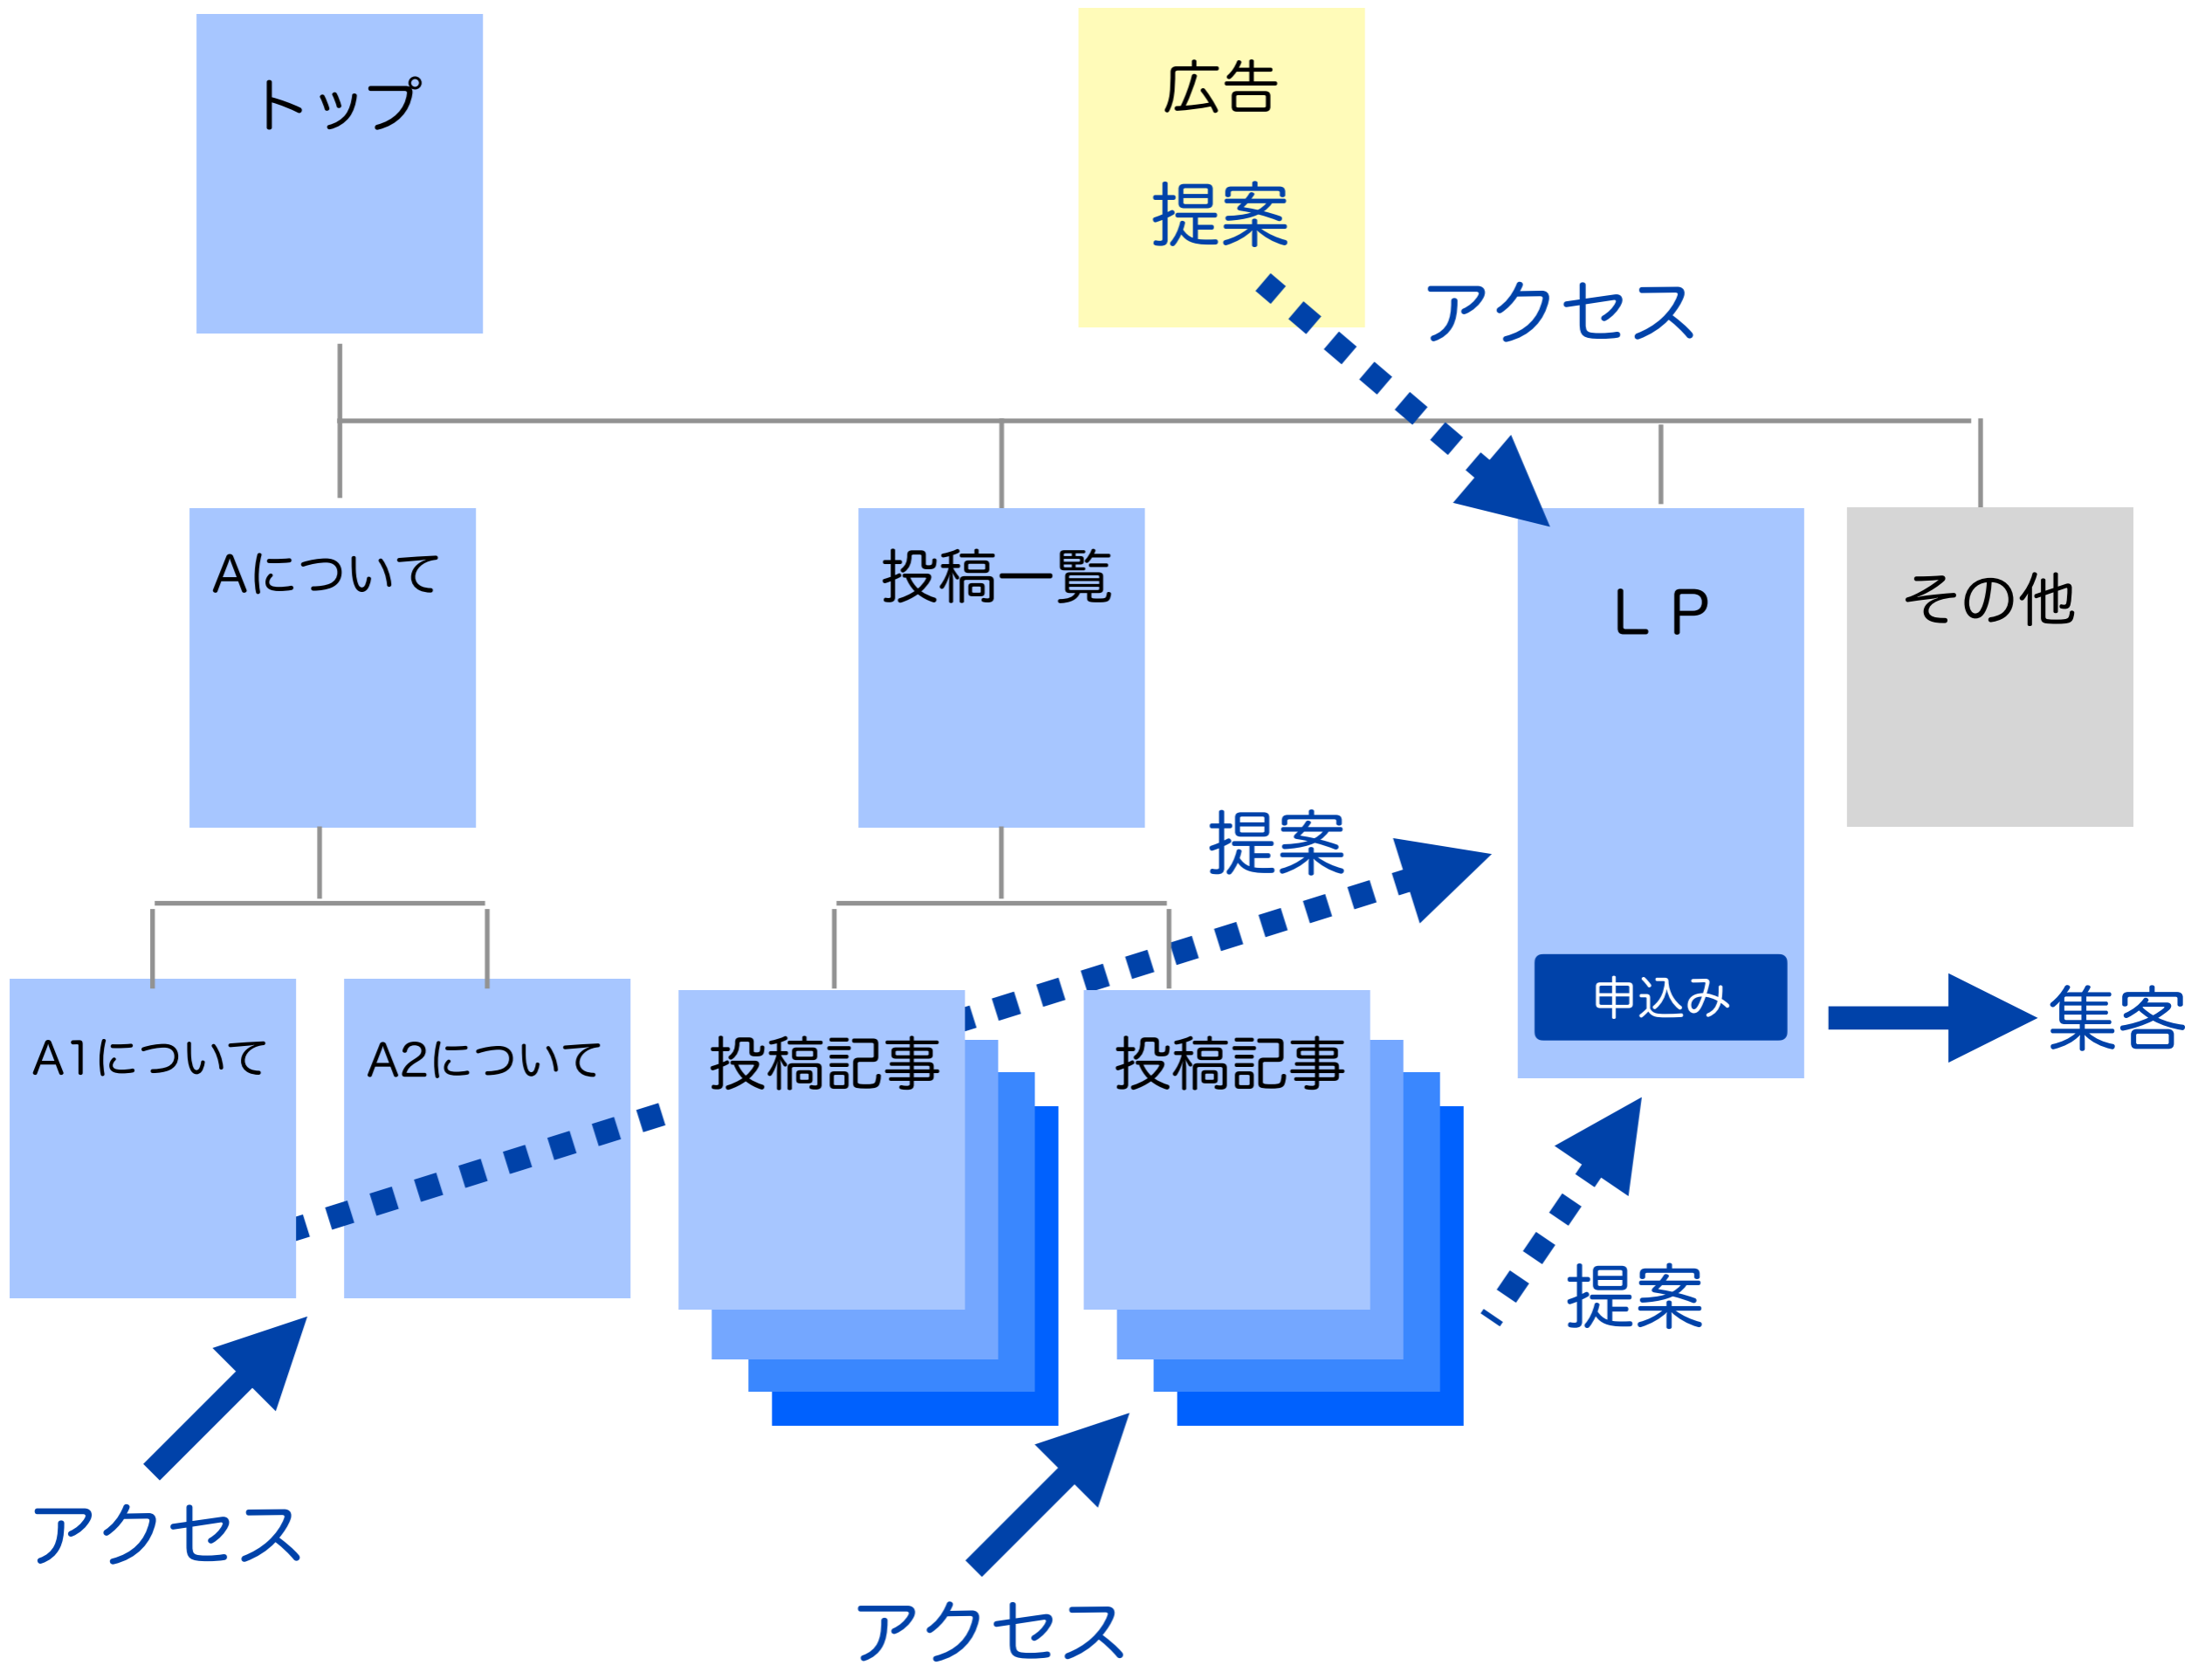 トップ
広告
提案
アクセス
Aについて
投稿一覧
LP
その他
提案
申込み
集客
A1について
A2について
投稿記事
投稿記事
提案
アクセス
アクセス